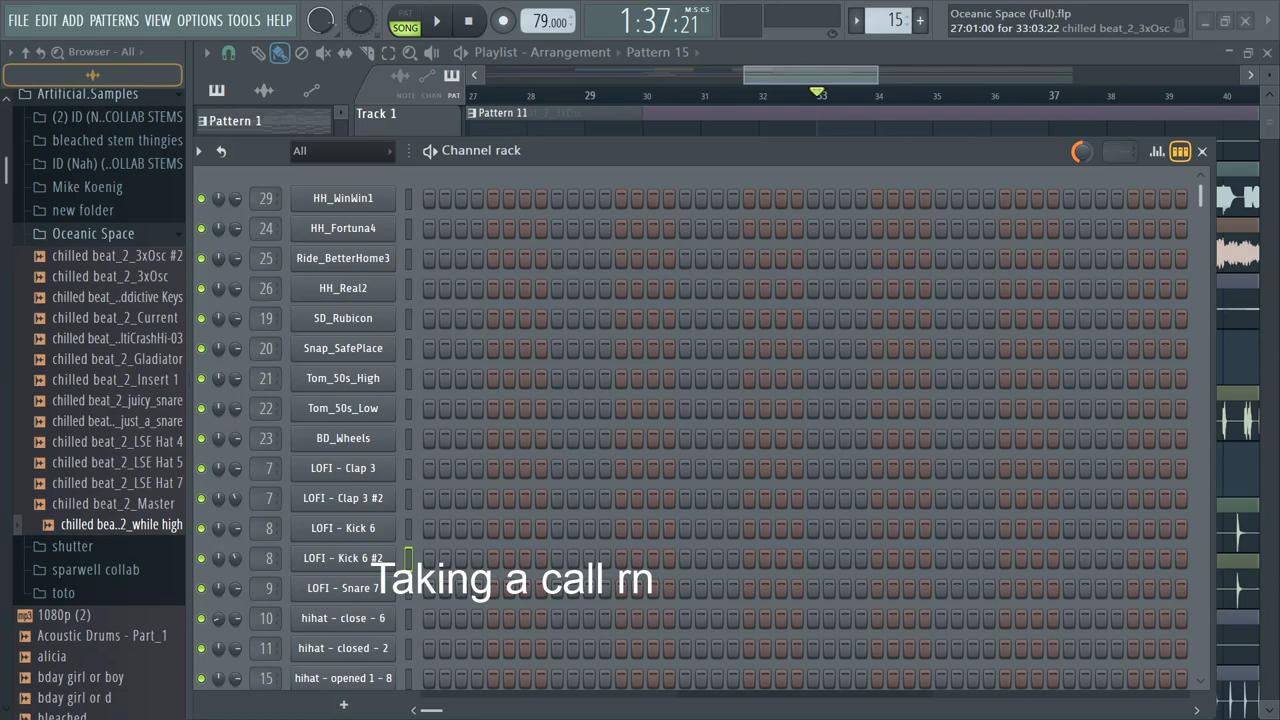 FILE EDIT ADD PATTERNS VIEW OPTIONS TOOLS HELP
PAT
SONG
79.000
M:S:CS
1:37:21
15
Oceanic Space (Full).flp
27:01:00 for 33:03:22 chilled beat_2_3xOsc
Browser - All
Playlist - Arrangement › Pattern 15
Artificial.Samples
(2) ID (N..COLLAB STEMS
bleached stem thingies
ID (Nah) (..OLLAB STEMS
Mike Koenig
new folder
Oceanic Space
chilled beat_2_3xOsc #2
chilled beat_2_3xOsc
chilled beat_2_..ddictive Keys
chilled beat_2_Current
chilled beat_2_..ltiCrashHi-03
chilled beat_2_Gladiator
chilled beat_2_Insert 1
chilled beat_2_juicy_snare
chilled beat_2_..just_a_snare
chilled beat_2_LSE Hat 4
chilled beat_2_LSE Hat 5
chilled beat_2_LSE Hat 7
chilled beat_2_Master
chilled bea..2_while high
shutter
sparwell collab
toto
1080p (2)
Acoustic Drums - Part_1
alicia
bday girl or boy
bday girl or d
bleached
NOTE CHAN PAT
27 28 29 30 31 32 33 34 35 36 37 38 39 40
Pattern 1
Track 1
Pattern 11
All
Channel rack
29 HH_WinWin1
24 HH_Fortuna4
25 Ride_BetterHome3
26 HH_Real2
19 SD_Rubicon
20 Snap_SafePlace
21 Tom_50s_High
22 Tom_50s_Low
23 BD_Wheels
7 LOFI - Clap 3
7 LOFI - Clap 3 #2
8 LOFI - Kick 6
8 LOFI - Kick 6 #2
Taking a call rn
9 LOFI - Snare 7
10 hihat - close - 6
11 hihat - closed - 2
15 hihat - opened 1 - 8